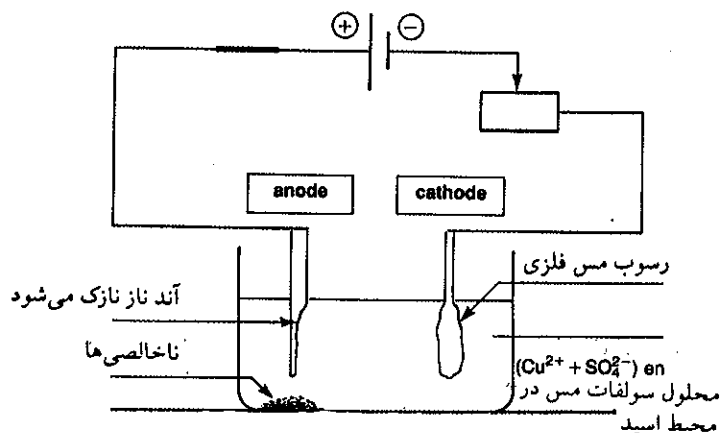 + −
anode
cathode
رسوب مس فلزی
آند ناز نازک می‌شود
ناخالصی‌ها
(Cu²⁺ + SO₄²⁻) en
محلول سولفات مس در
محیط اسید